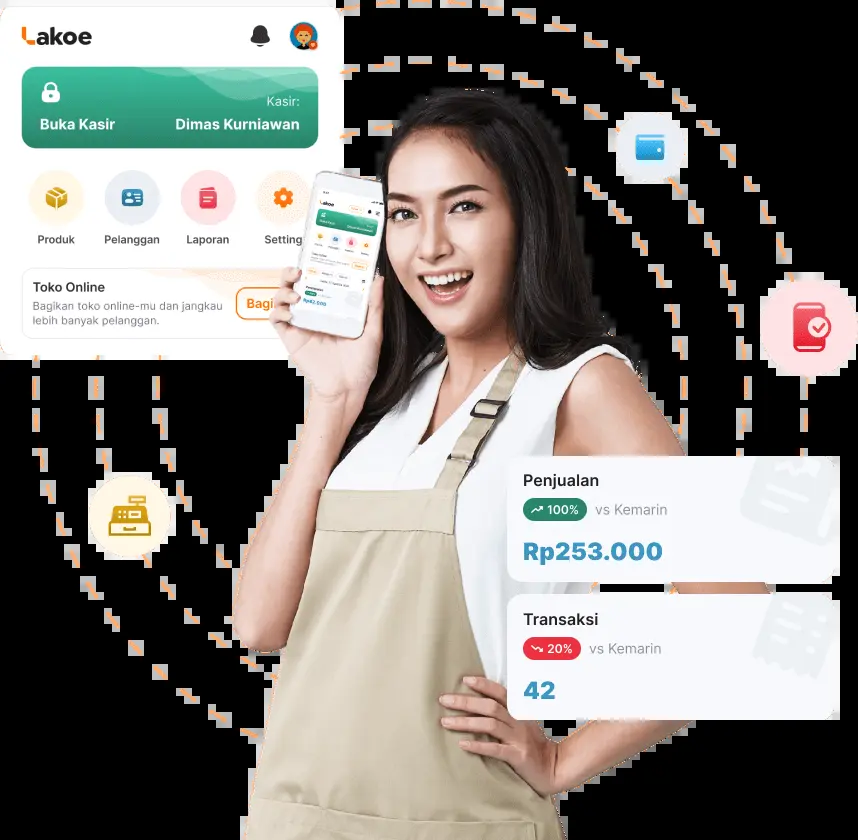 Lakoe
Kasir:
Buka Kasir
Dimas Kurniawan
Produk
Pelanggan
Laporan
Setting
Toko Online
Bagikan toko online-mu dan jangkau
lebih banyak pelanggan.
Bagi
Lakoe
Penjualan
100%
vs Kemarin
Rp253.000
Transaksi
20%
vs Kemarin
42